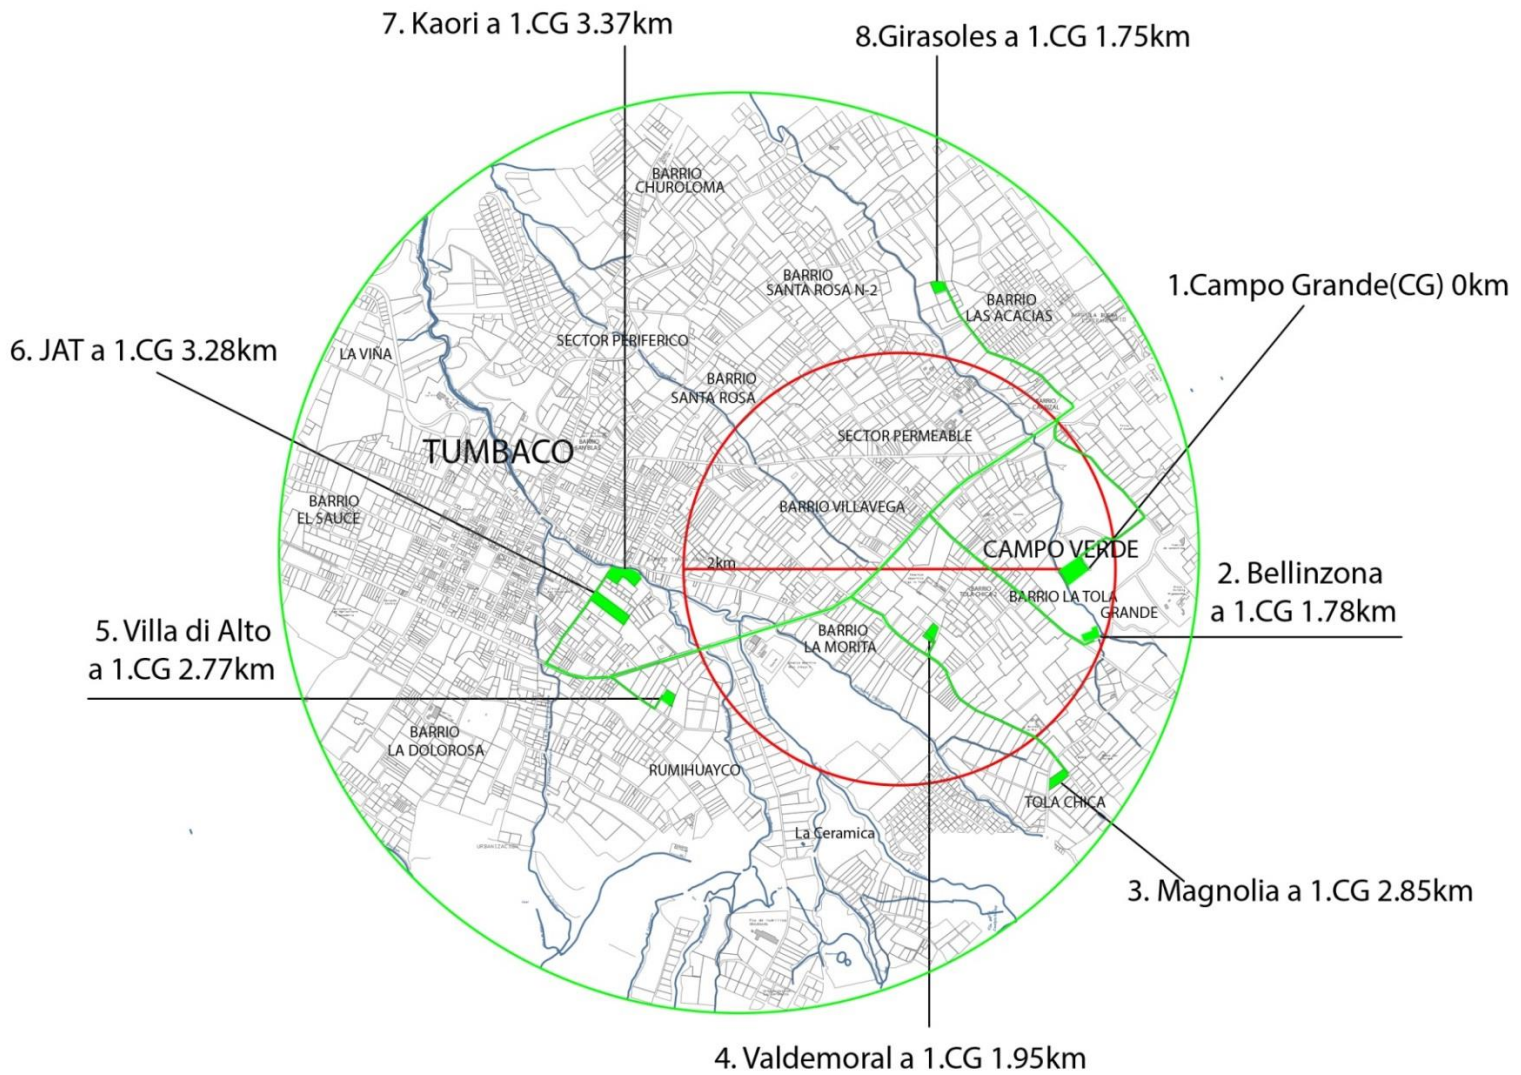 7. Kaori a 1.CG 3.37km
8.Girasoles a 1.CG 1.75km
BARRIO
CHUROLOMA
BARRIO
SANTA ROSA N-2
1.Campo Grande(CG) 0km
BARRIO
LAS ACACIAS
SECTOR PERIFERICO
6. JAT a 1.CG 3.28km
LA VIÑA
BARRIO
SANTA ROSA
SECTOR PERMEABLE
TUMBACO
BARRIO
EL SAUCE
BARRIO VILLAVEGA
CAMPO VERDE
2km
2. Bellinzona
a 1.CG 1.78km
BARRIO LA TOLA
GRANDE
5. Villa di Alto
a 1.CG 2.77km
BARRIO
LA MORITA
BARRIO
LA DOLOROSA
RUMIHUAYCO
TOLA CHICA
La Ceramica
3. Magnolia a 1.CG 2.85km
4. Valdemoral a 1.CG 1.95km